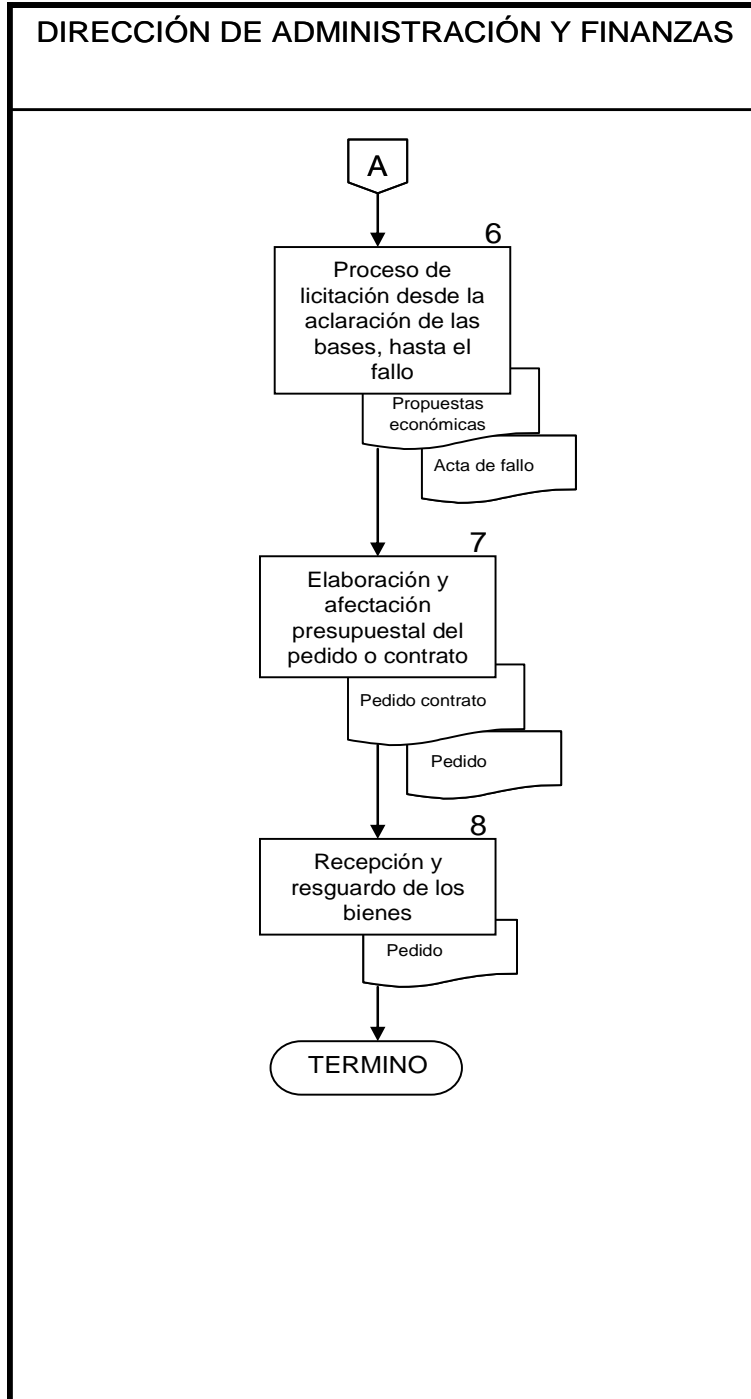 DIRECCIÓN DE ADMINISTRACIÓN Y FINANZAS
A
6
Proceso de
licitación desde la
aclaración de las
bases, hasta el
fallo
Propuestas
económicas
Acta de fallo
7
Elaboración y
afectación
presupuestal del
pedido o contrato
Pedido contrato
Pedido
8
Recepción y
resguardo de los
bienes
Pedido
TERMINO